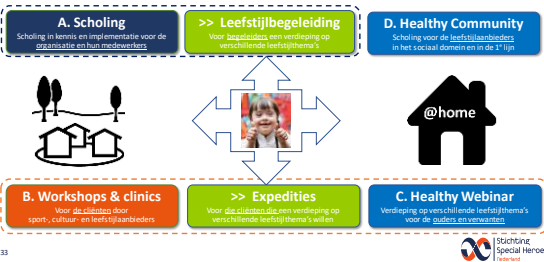 A. Scholing
Scholing in kennis en implementatie voor de
organisatie en hun medewerkers
>> Leefstijlbegeleiding
Voor begeleiders een verdieping op
verschillende leefstijlthema's
D. Healthy Community
Scholing voor de leefstijlaanbieders
in het sociaal domein en in de 1e lijn
@home
B. Workshops & clinics
Voor de cliënten door
sport-, cultuur- en leefstijlaanbieders
>> Expedities
Voor die cliënten die een verdieping op
verschillende leefstijlthema's willen
C. Healthy Webinar
Verdieping op verschillende leefstijlthema's
voor de ouders en verwanten
33
Stichting
Special Heroe
Nederland